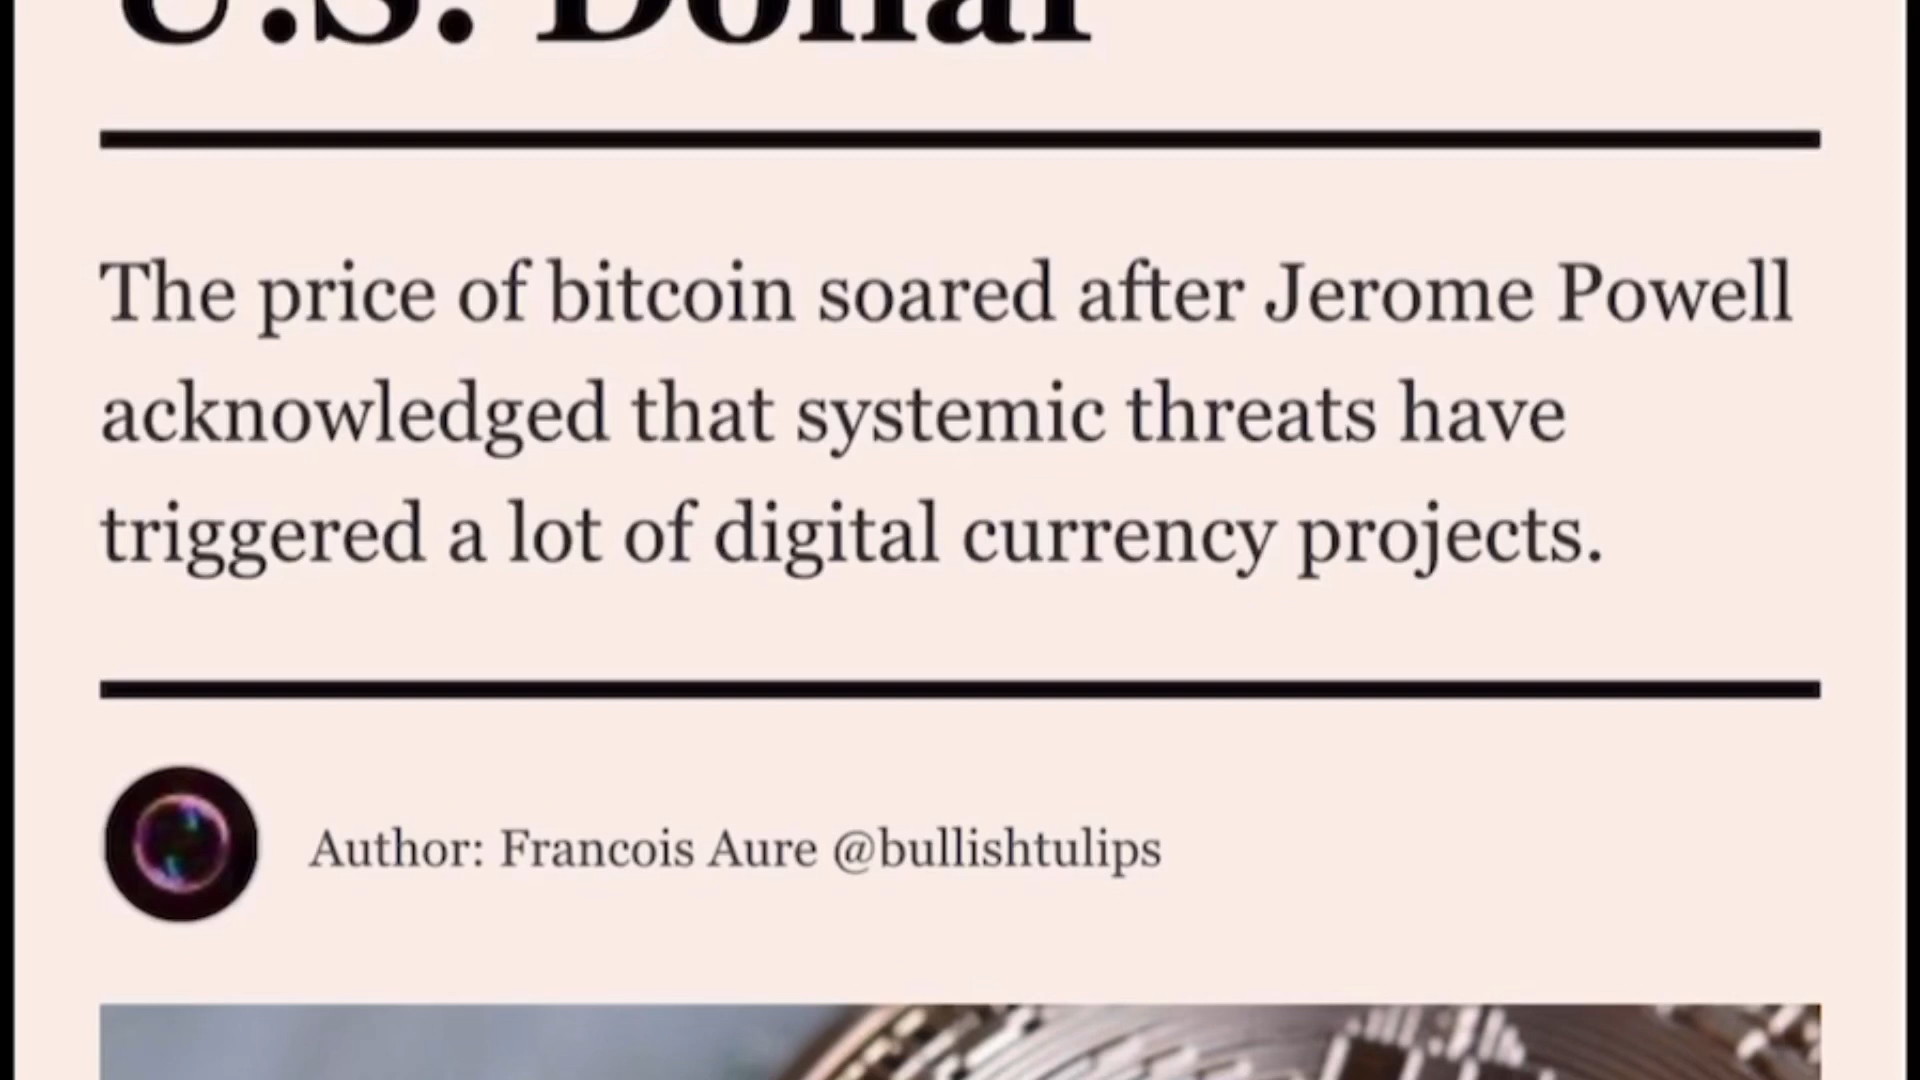 U.S. Dollar
The price of bitcoin soared after Jerome Powell
acknowledged that systemic threats have
triggered a lot of digital currency projects.
Author: Francois Aure @bullishtulips